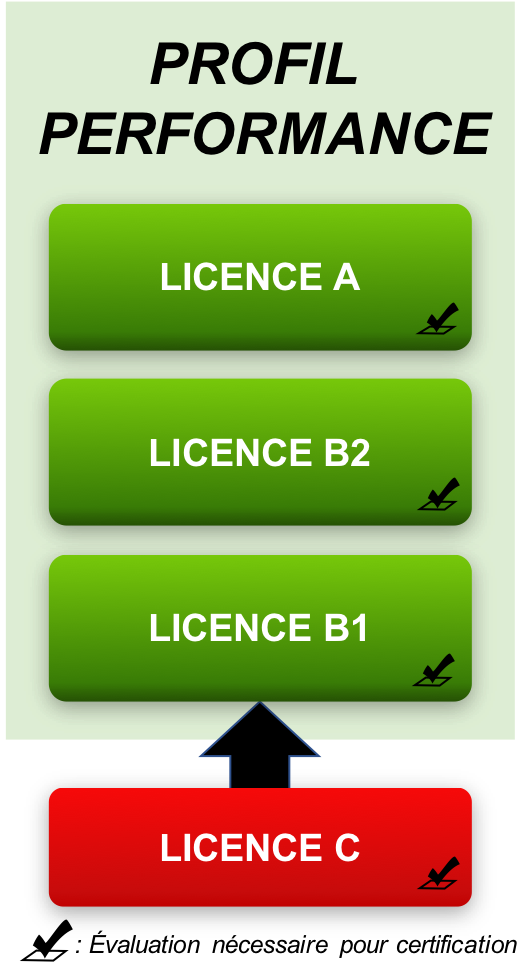 PROFIL
PERFORMANCE
LICENCE A
LICENCE B2
LICENCE B1
LICENCE C
: Évaluation nécessaire pour certification